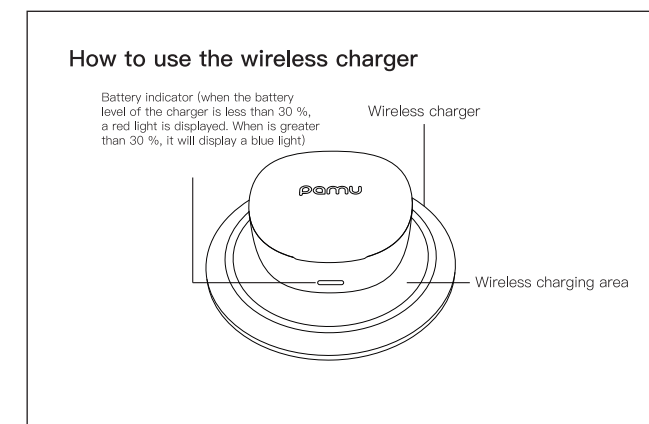 How to use the wireless charger
Battery indicator (when the battery
level of the charger is less than 30 %,
a red light is displayed. When is greater
than 30 %, it will display a blue light)
Wireless charger
pamu
Wireless charging area